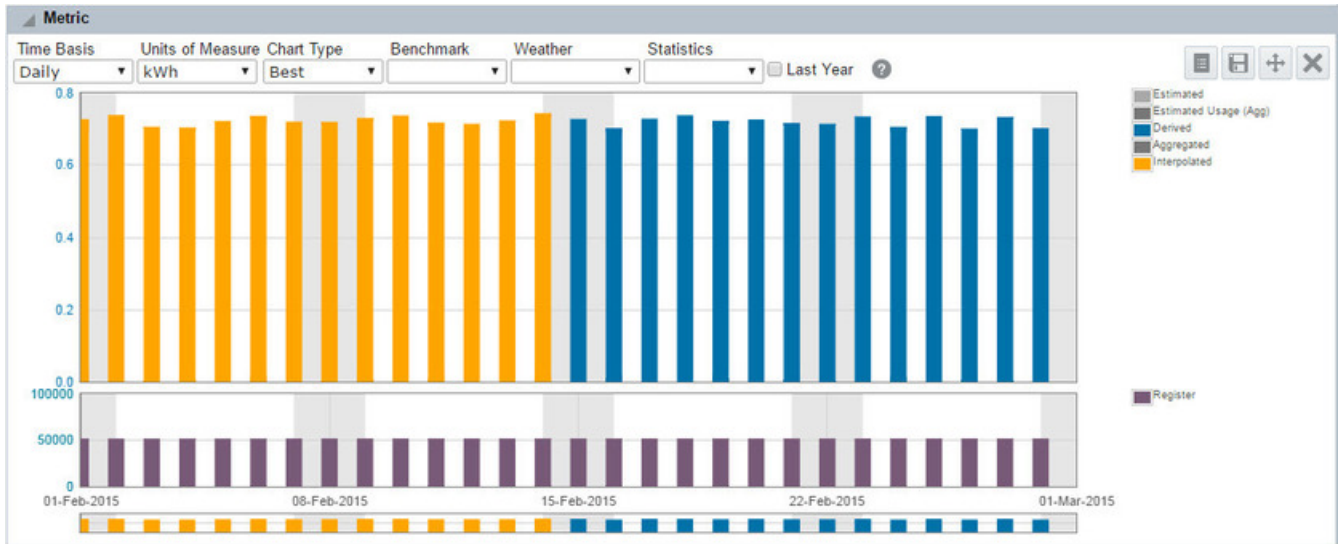 Metric
Time Basis Units of Measure Chart Type Benchmark Weather Statistics
Daily kWh Best Last Year ?
0.8
0.6
0.4
0.2
0.0
Estimated
Estimated Usage (Agg)
Derived
Aggregated
Interpolated
100000
50000
0
Register
01-Feb-2015 08-Feb-2015 15-Feb-2015 22-Feb-2015 01-Mar-2015